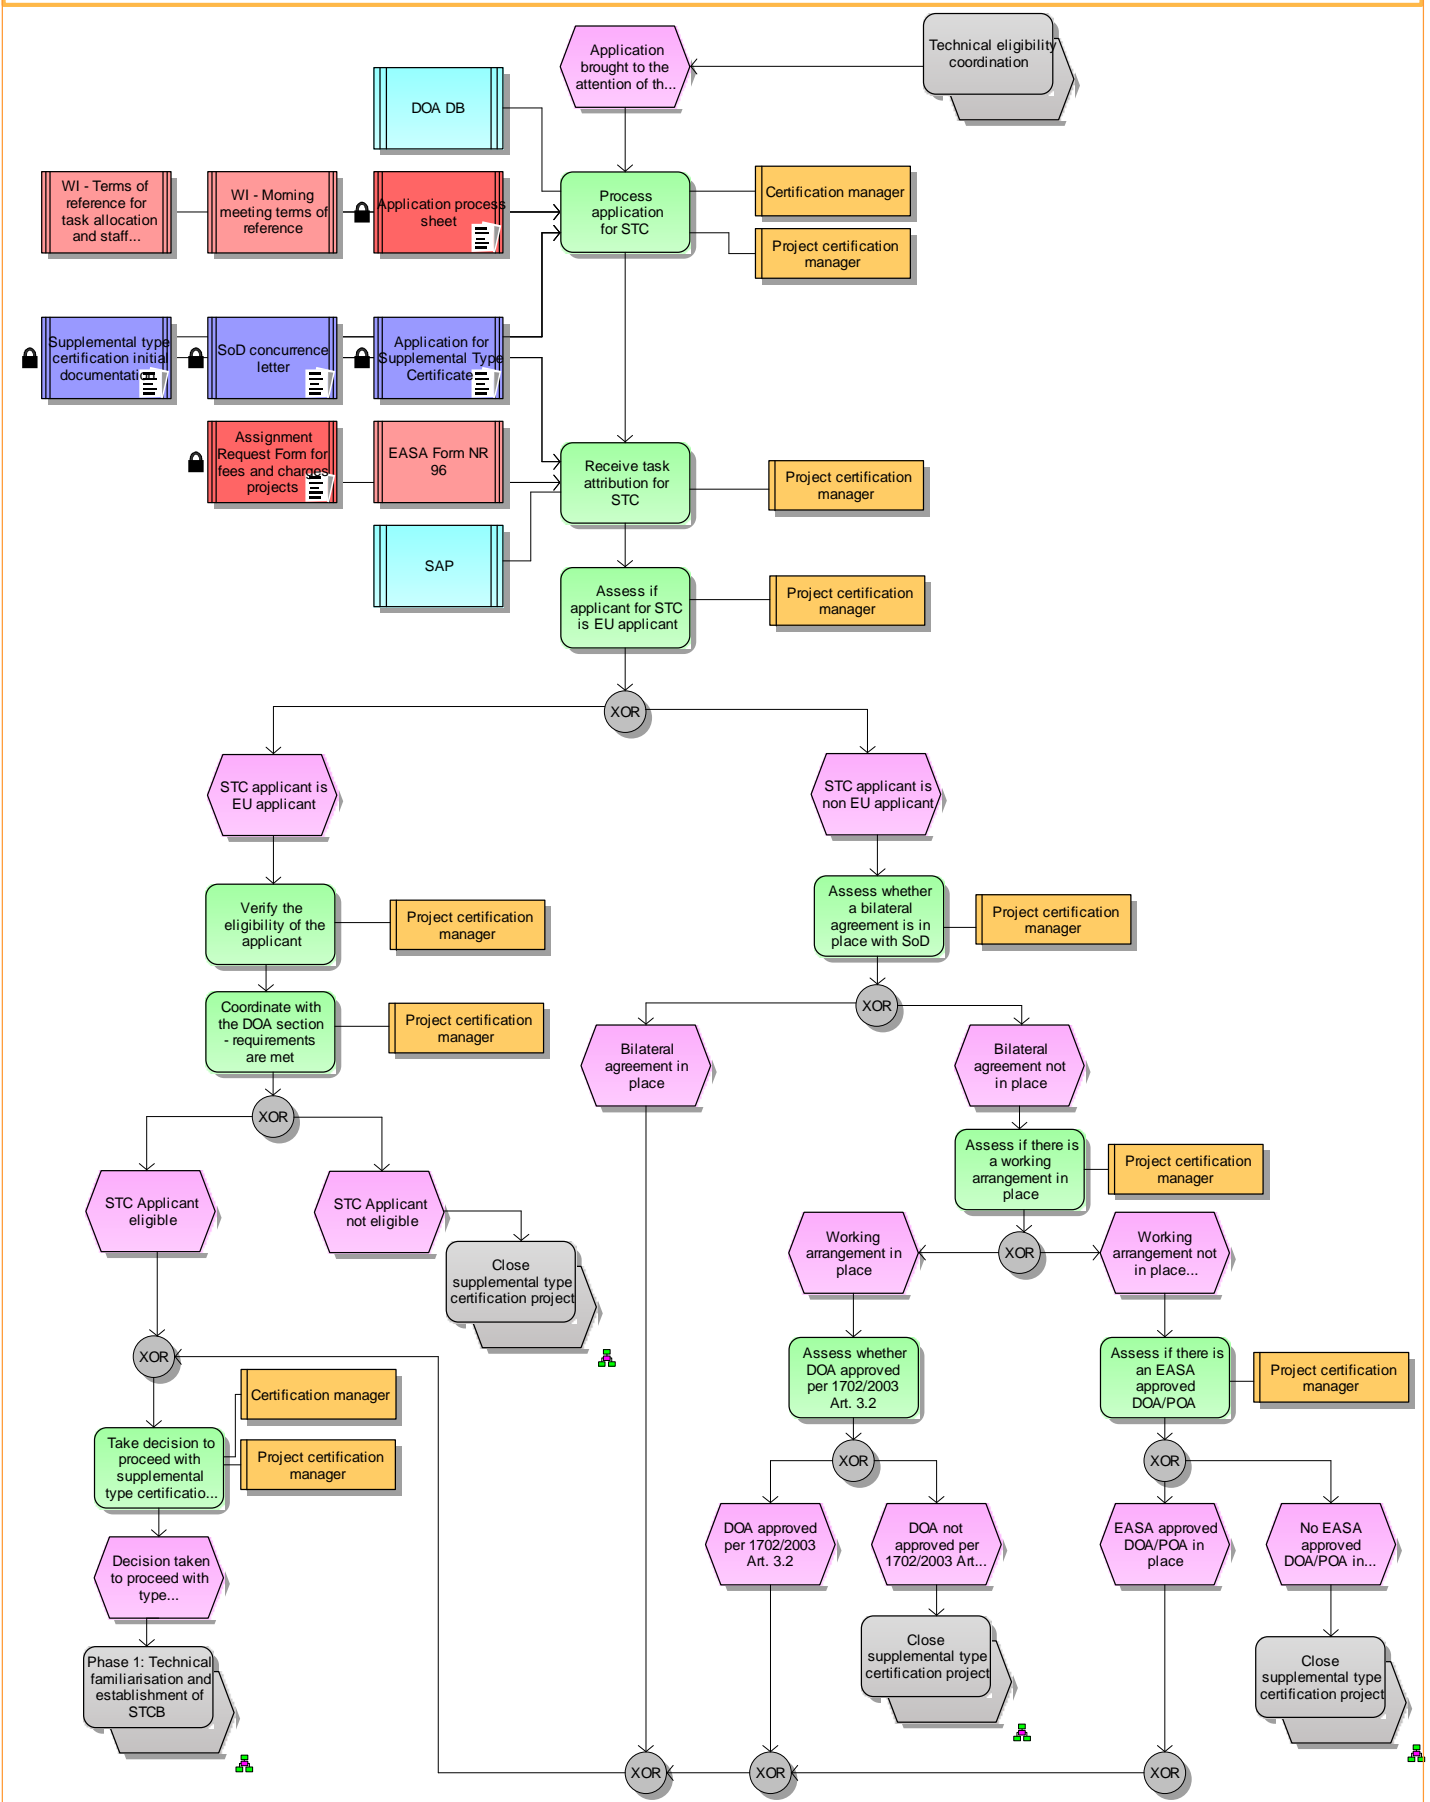 Application
brought to the
attention of th...
Technical eligibility
coordination
DOA DB
WI - Terms of
reference for
task allocation
and staff...
WI - Morning
meeting terms of
reference
Application process
sheet
Process
application
for STC
Certification manager
Project certification
manager
Supplemental type
certification initial
documentation
SoD concurrence
letter
Application for
Supplemental Type
Certificate
Assignment
Request Form for
fees and charges
projects
EASA Form NR
96
Receive task
attribution for
STC
Project certification
manager
SAP
Assess if
applicant for STC
is EU applicant
Project certification
manager
XOR
STC applicant is
EU applicant
STC applicant is
non EU applicant
Verify the
eligibility of the
applicant
Project certification
manager
Assess whether
a bilateral
agreement is in
place with SoD
Project certification
manager
Coordinate with
the DOA section
- requirements
are met
Project certification
manager
XOR
Bilateral
agreement in
place
Bilateral
agreement not
in place
XOR
STC Applicant
eligible
STC Applicant
not eligible
Assess if there is
a working
arrangement in
place
Project certification
manager
Close
supplemental type
certification project
Working
arrangement in
place
XOR
Working
arrangement not
in place...
XOR
Assess whether
DOA approved
per 1702/2003
Art. 3.2
Assess if there is
an EASA
approved
DOA/POA
Project certification
manager
Certification manager
Take decision to
proceed with
supplemental
type certificatio...
Project certification
manager
XOR
XOR
DOA approved
per 1702/2003
Art. 3.2
DOA not
approved per
1702/2003 Art...
EASA approved
DOA/POA in
place
No EASA
approved
DOA/POA in...
Decision taken
to proceed with
type...
Close
supplemental type
certification project
Close
supplemental type
certification project
Phase 1: Technical
familiarisation and
establishment of
STCB
XOR
XOR
XOR